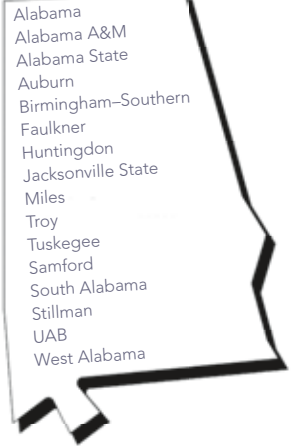 Alabama
Alabama A&M
Alabama State
Auburn
Birmingham–Southern
Faulkner
Huntingdon
Jacksonville State
Miles
Troy
Tuskegee
Samford
South Alabama
Stillman
UAB
West Alabama